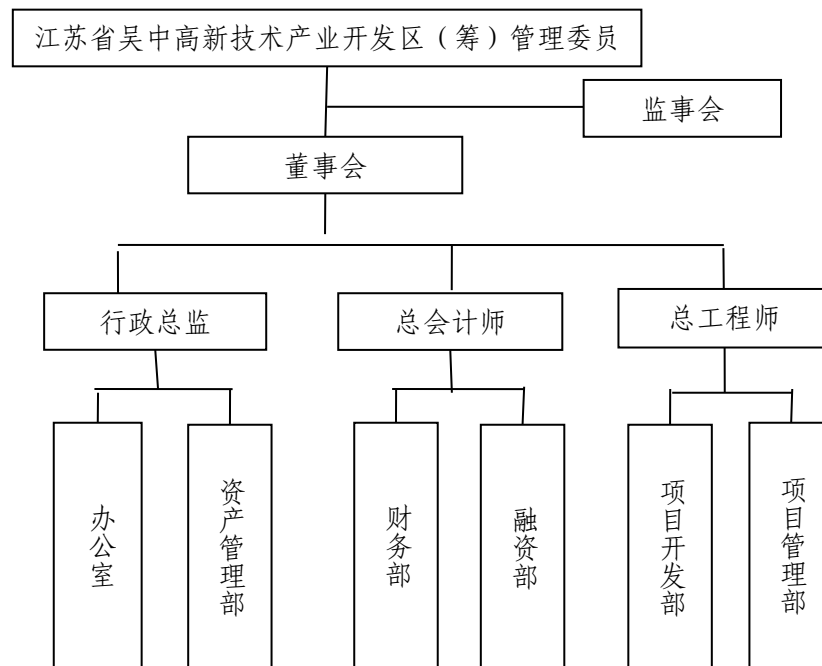 江苏省吴中高新技术产业开发区（筹）管理委员
监事会
董事会
行政总监
总会计师
总工程师
办公室
资产管理部
财务部
融资部
项目开发部
项目管理部